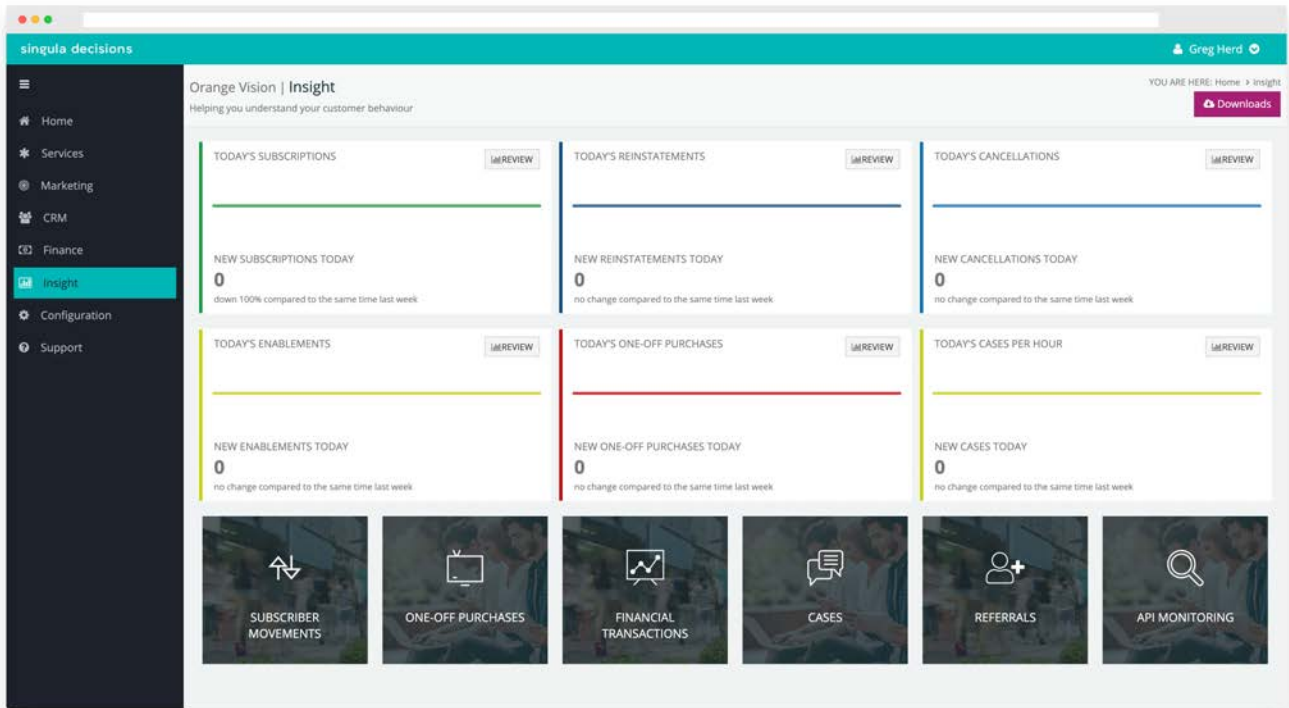 singula decisions
Greg Herd
Orange Vision | Insight
YOU ARE HERE: Home > Insight
Helping you understand your customer behaviour
Downloads
Home
Services
Marketing
CRM
Finance
Insight
Configuration
Support
TODAY'S SUBSCRIPTIONS
REVIEW
NEW SUBSCRIPTIONS TODAY
0
down 100% compared to the same time last week
TODAY'S REINSTATEMENTS
REVIEW
NEW REINSTATEMENTS TODAY
0
no change compared to the same time last week
TODAY'S CANCELLATIONS
REVIEW
NEW CANCELLATIONS TODAY
0
no change compared to the same time last week
TODAY'S ENABLEMENTS
REVIEW
NEW ENABLEMENTS TODAY
0
no change compared to the same time last week
TODAY'S ONE-OFF PURCHASES
REVIEW
NEW ONE-OFF PURCHASES TODAY
0
no change compared to the same time last week
TODAY'S CASES PER HOUR
REVIEW
NEW CASES TODAY
0
no change compared to the same time last week
SUBSCRIBER
MOVEMENTS
ONE-OFF PURCHASES
FINANCIAL
TRANSACTIONS
CASES
REFERRALS
API MONITORING